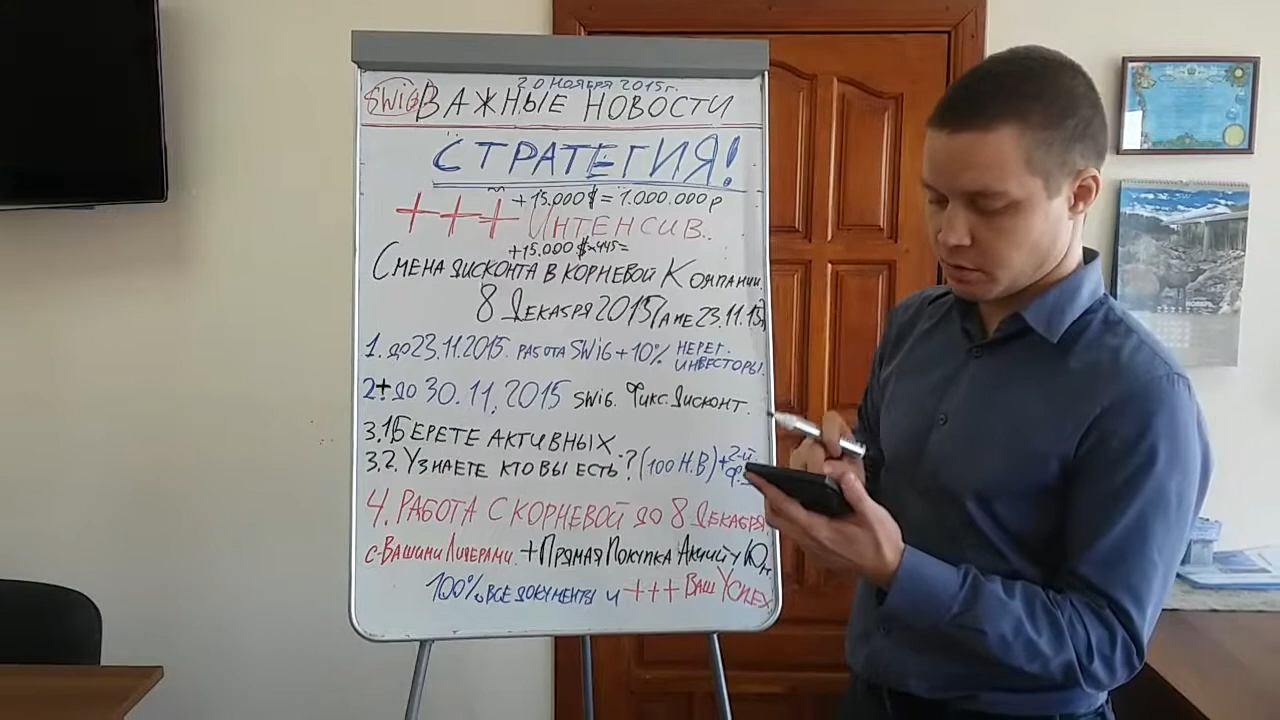 20 НОЯБРЯ 2015г.
SWiG ВАЖНЫЕ НОВОСТИ
СТРАТЕГИЯ!
+15.000$ = 1.000.000 р
+++ ИНТЕНСИВ.
+15.000 $ х445=
СМЕНА ДИСКОНТА В КОРНЕВОЙ КОМПАНИИ.
8 ДЕКАБРЯ 2015/А НЕ 23.11.15
1. ДО 23.11.2015. РАБОТА SWiG +10% НЕРЕГ. ИНВЕСТОРЫ.
ДО 30.11.2015 SWiG. ФИКС. ДИСКОНТ.
3.1 БЕРЕТЕ АКТИВНЫХ
3.2. УЗНАЕТЕ КТО ВЫ ЕСТЬ? (100 Н.В) + 2-й
4. РАБОТА С КОРНЕВОЙ ДО 8 ДЕКАБРЯ
С ВАШИМИ ЛИДЕРАМИ. + ПРЯМАЯ ПОКУПКА АКЦИЙ У
100% ВСЕ ДОКУМЕНТЫ И +++ ВАШ УСПЕХ